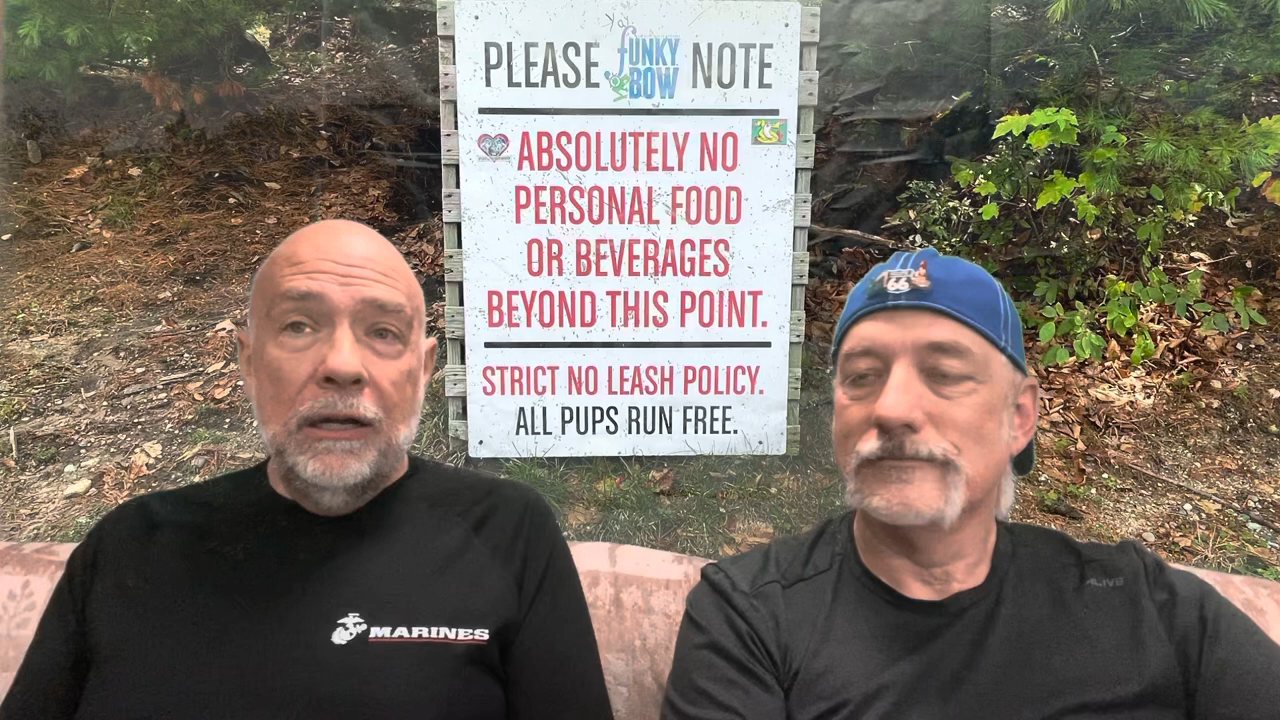 PLEASE fUNKY BOW NOTE
ABSOLUTELY NO
PERSONAL FOOD
OR BEVERAGES
BEYOND THIS POINT.
STRICT NO LEASH POLICY.
ALL PUPS RUN FREE.
66
ALIVE
MARINES